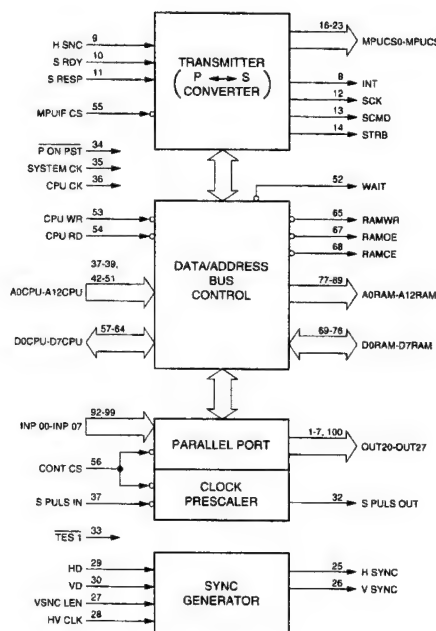 16-23
H SNC 9
MPUCS0-MPUCS
S RDY 10
TRANSMITTER
S RESP 11
( P S )
CONVERTER
8 INT
12 SCK
MPUIF CS 55
13 SCMD
14 STRB
P ON PST 34
SYSTEM CK 35
CPU CK 36
52 WAIT
CPU WR 53
65 RAMWR
CPU RD 54
67 RAMOE
68 RAMCE
37-39,
42-51
DATA/ADDRESS
BUS
CONTROL
77-89
A0CPU-A12CPU
A0RAM-A12RAM
57-64
69-76
D0CPU-D7CPU
D0RAM-D7RAM
92-99
1-7, 100
INP 00-INP 07
PARALLEL PORT
OUT20-OUT27
CONT CS 56
CLOCK
PRESCALER
S PULS IN 37
32 S PULS OUT
TES1 33
HD 29
25 H SYNC
VD 30
SYNC
GENERATOR
26 V SYNC
VSNC LEN 27
HV CLK 28